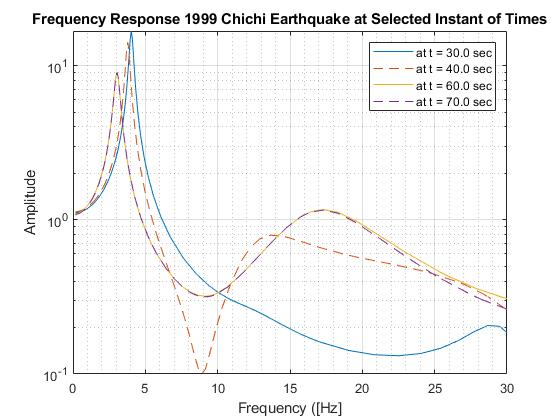 Frequency Response 1999 Chichi Earthquake at Selected Instant of Times
at t = 30.0 sec
at t = 40.0 sec
at t = 60.0 sec
at t = 70.0 sec
10^1
10^0
10^-1
Amplitude
0 5 10 15 20 25 30
Frequency ([Hz]